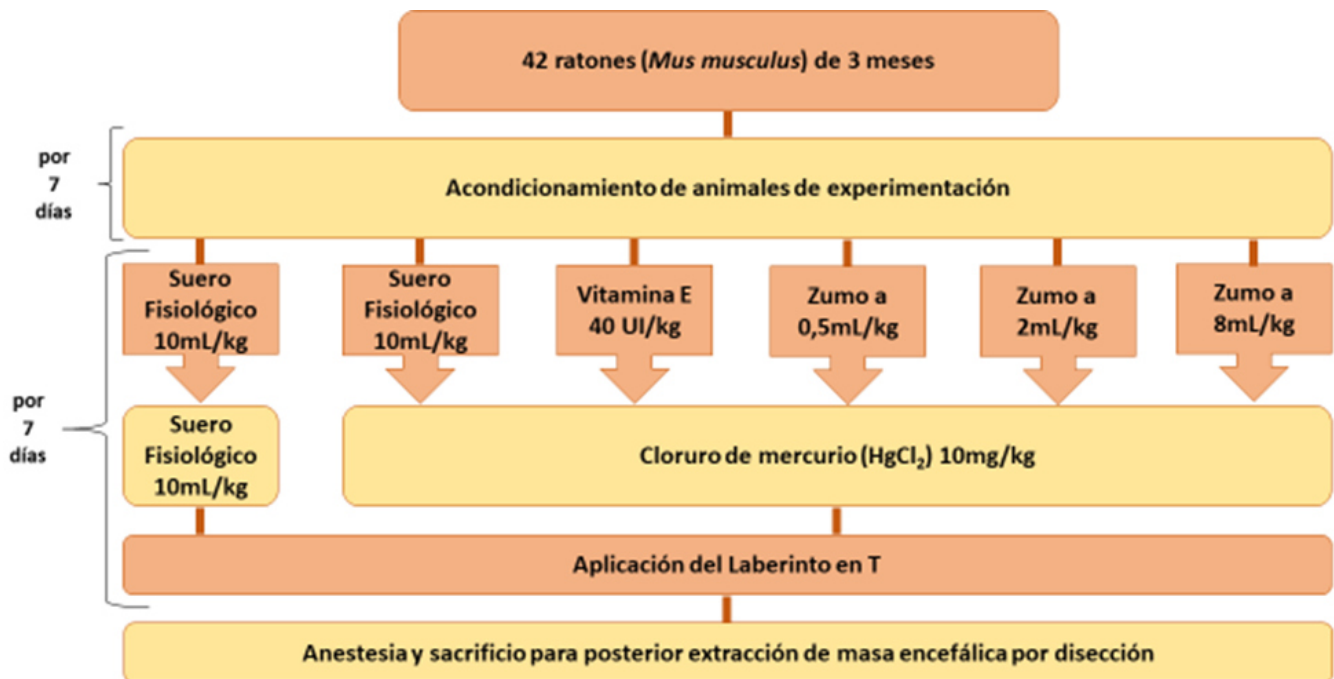 42 ratones (Mus musculus) de 3 meses
por
7
días
Acondicionamiento de animales de experimentación
Suero
Fisiológico
10mL/kg
Suero
Fisiológico
10mL/kg
Vitamina E
40 UI/kg
Zumo a
0,5mL/kg
Zumo a
2mL/kg
Zumo a
8mL/kg
por
7
días
Suero
Fisiológico
10mL/kg
Cloruro de mercurio (HgCl₂) 10mg/kg
Aplicación del Laberinto en T
Anestesia y sacrificio para posterior extracción de masa encefálica por disección